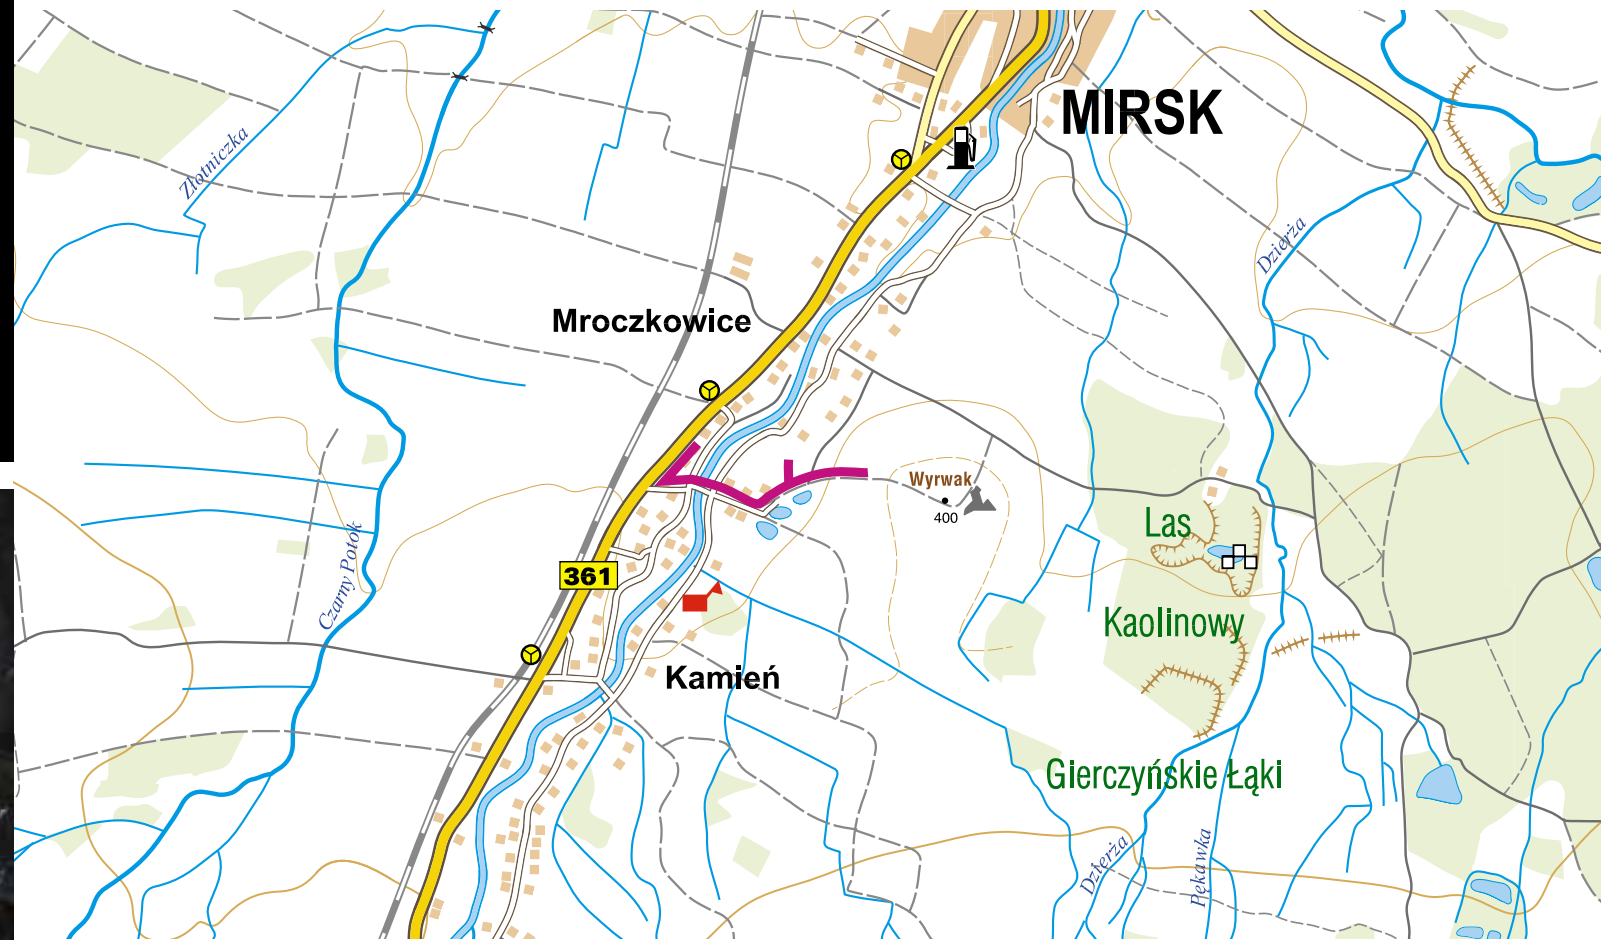 MIRSK
Złotniczka
Dzierża
Mroczkowice
Wyrwak
400
Las
Czarny Potok
361
Kaolinowy
Kamień
Gierczyńskie Łąki
Dzierża
Pękawka